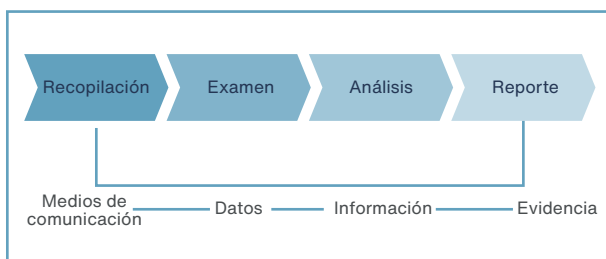 Recopilación
Examen
Análisis
Reporte
Medios de
comunicación
Datos
Información
Evidencia